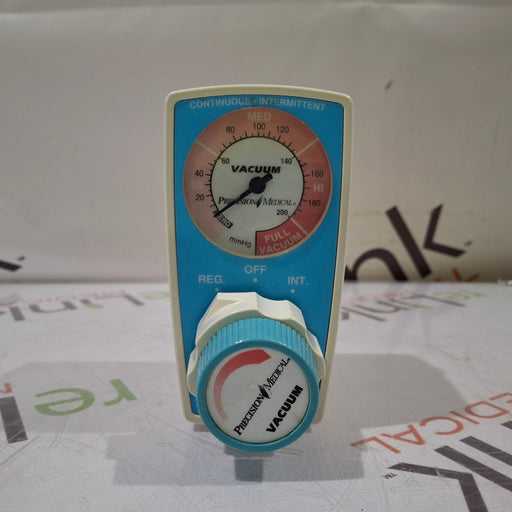 CONTINUOUS - INTERMITTENT
MED
80 100 120
60 140
40 160
20 180
VACUUM
HI
PRECISION MEDICAL
200
ZERO
mmHg
FULL
VACUUM
OFF
REG. INT.
PRECISION MEDICAL
VACUUM